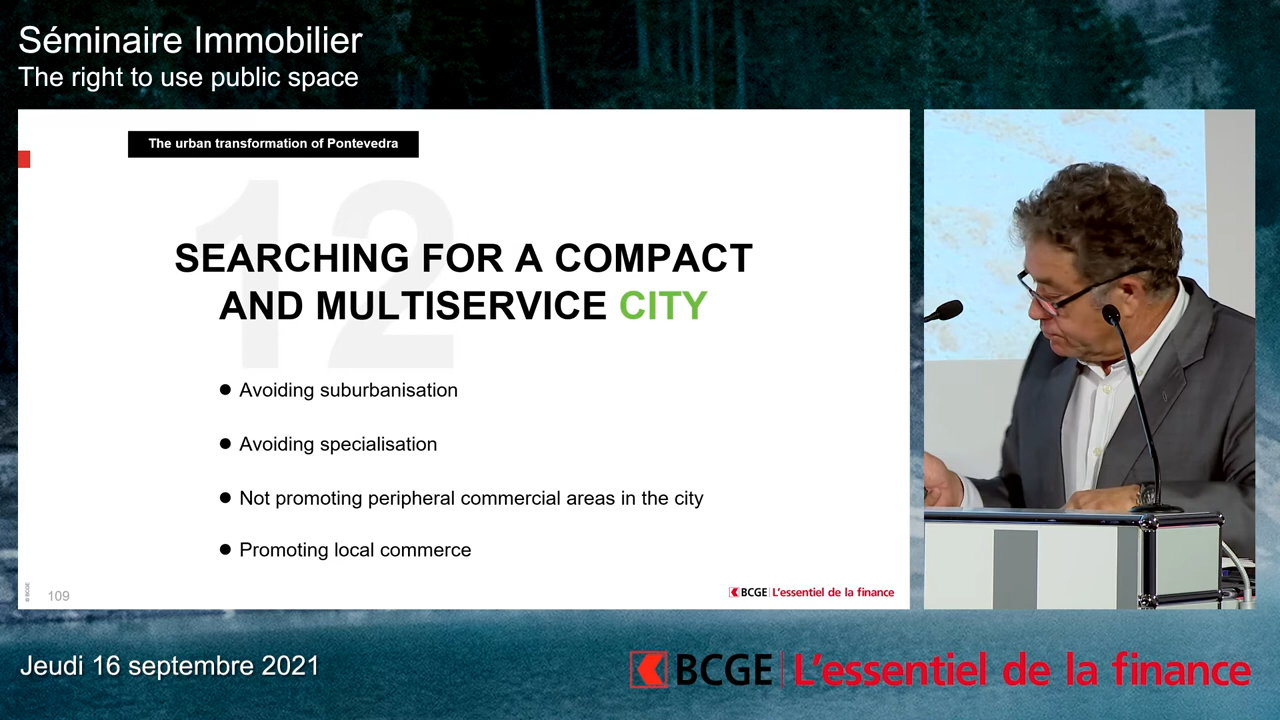 Séminaire Immobilier
The right to use public space
The urban transformation of Pontevedra
12
SEARCHING FOR A COMPACT
AND MULTISERVICE CITY
● Avoiding suburbanisation
● Avoiding specialisation
● Not promoting peripheral commercial areas in the city
● Promoting local commerce
© BCGE
109
BCGE | L'essentiel de la finance
Jeudi 16 septembre 2021
BCGE | L'essentiel de la finance